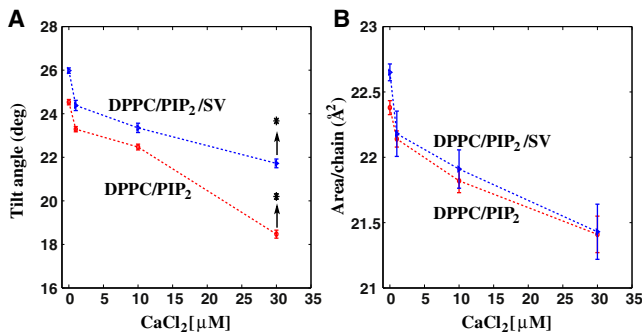 A
28
26
24
22
20
18
16
Tilt angle (deg)
DPPC/PIP₂/SV
DPPC/PIP₂
*
*
0 5 10 15 20 25 30 35
CaCl₂[μM]
B
23
22.5
22
21.5
21
Area/chain (Å²)
DPPC/PIP₂/SV
DPPC/PIP₂
0 5 10 15 20 25 30 35
CaCl₂[μM]